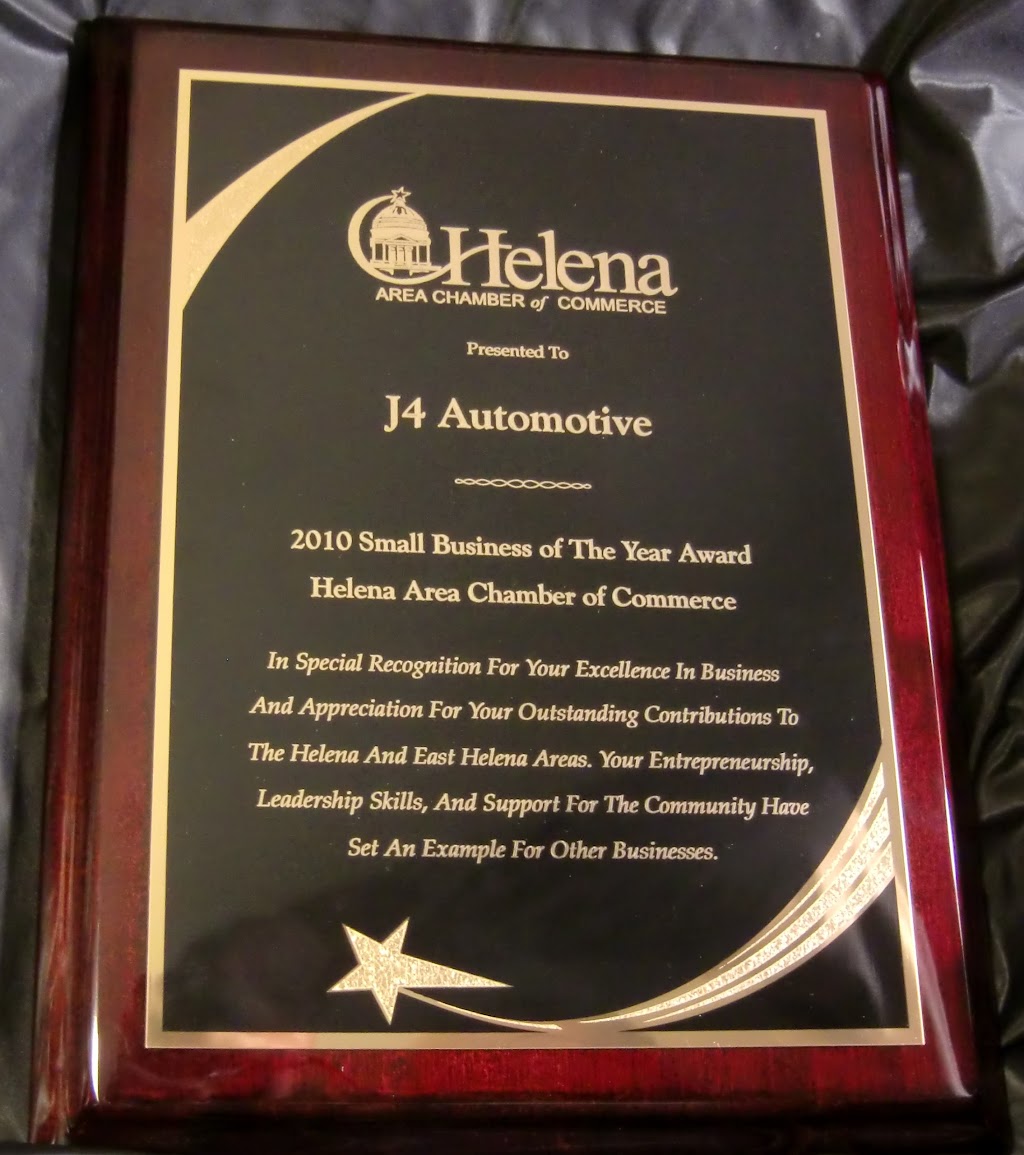 Helena
AREA CHAMBER of COMMERCE
Presented To
J4 Automotive
2010 Small Business of The Year Award
Helena Area Chamber of Commerce
In Special Recognition For Your Excellence In Business
And Appreciation For Your Outstanding Contributions To
The Helena And East Helena Areas. Your Entrepreneurship,
Leadership Skills, And Support For The Community Have
Set An Example For Other Businesses.